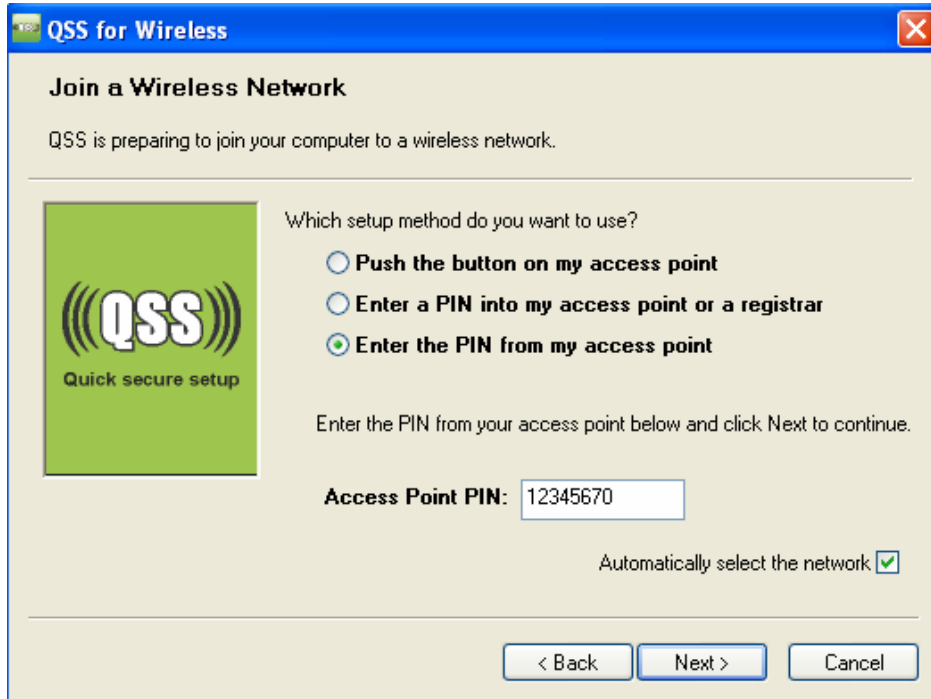 QSS for Wireless
Join a Wireless Network
QSS is preparing to join your computer to a wireless network.
Which setup method do you want to use?
Push the button on my access point
Enter a PIN into my access point or a registrar
Enter the PIN from my access point
(((QSS)))
Quick secure setup
Enter the PIN from your access point below and click Next to continue.
Access Point PIN: 12345670
Automatically select the network
< Back Next > Cancel